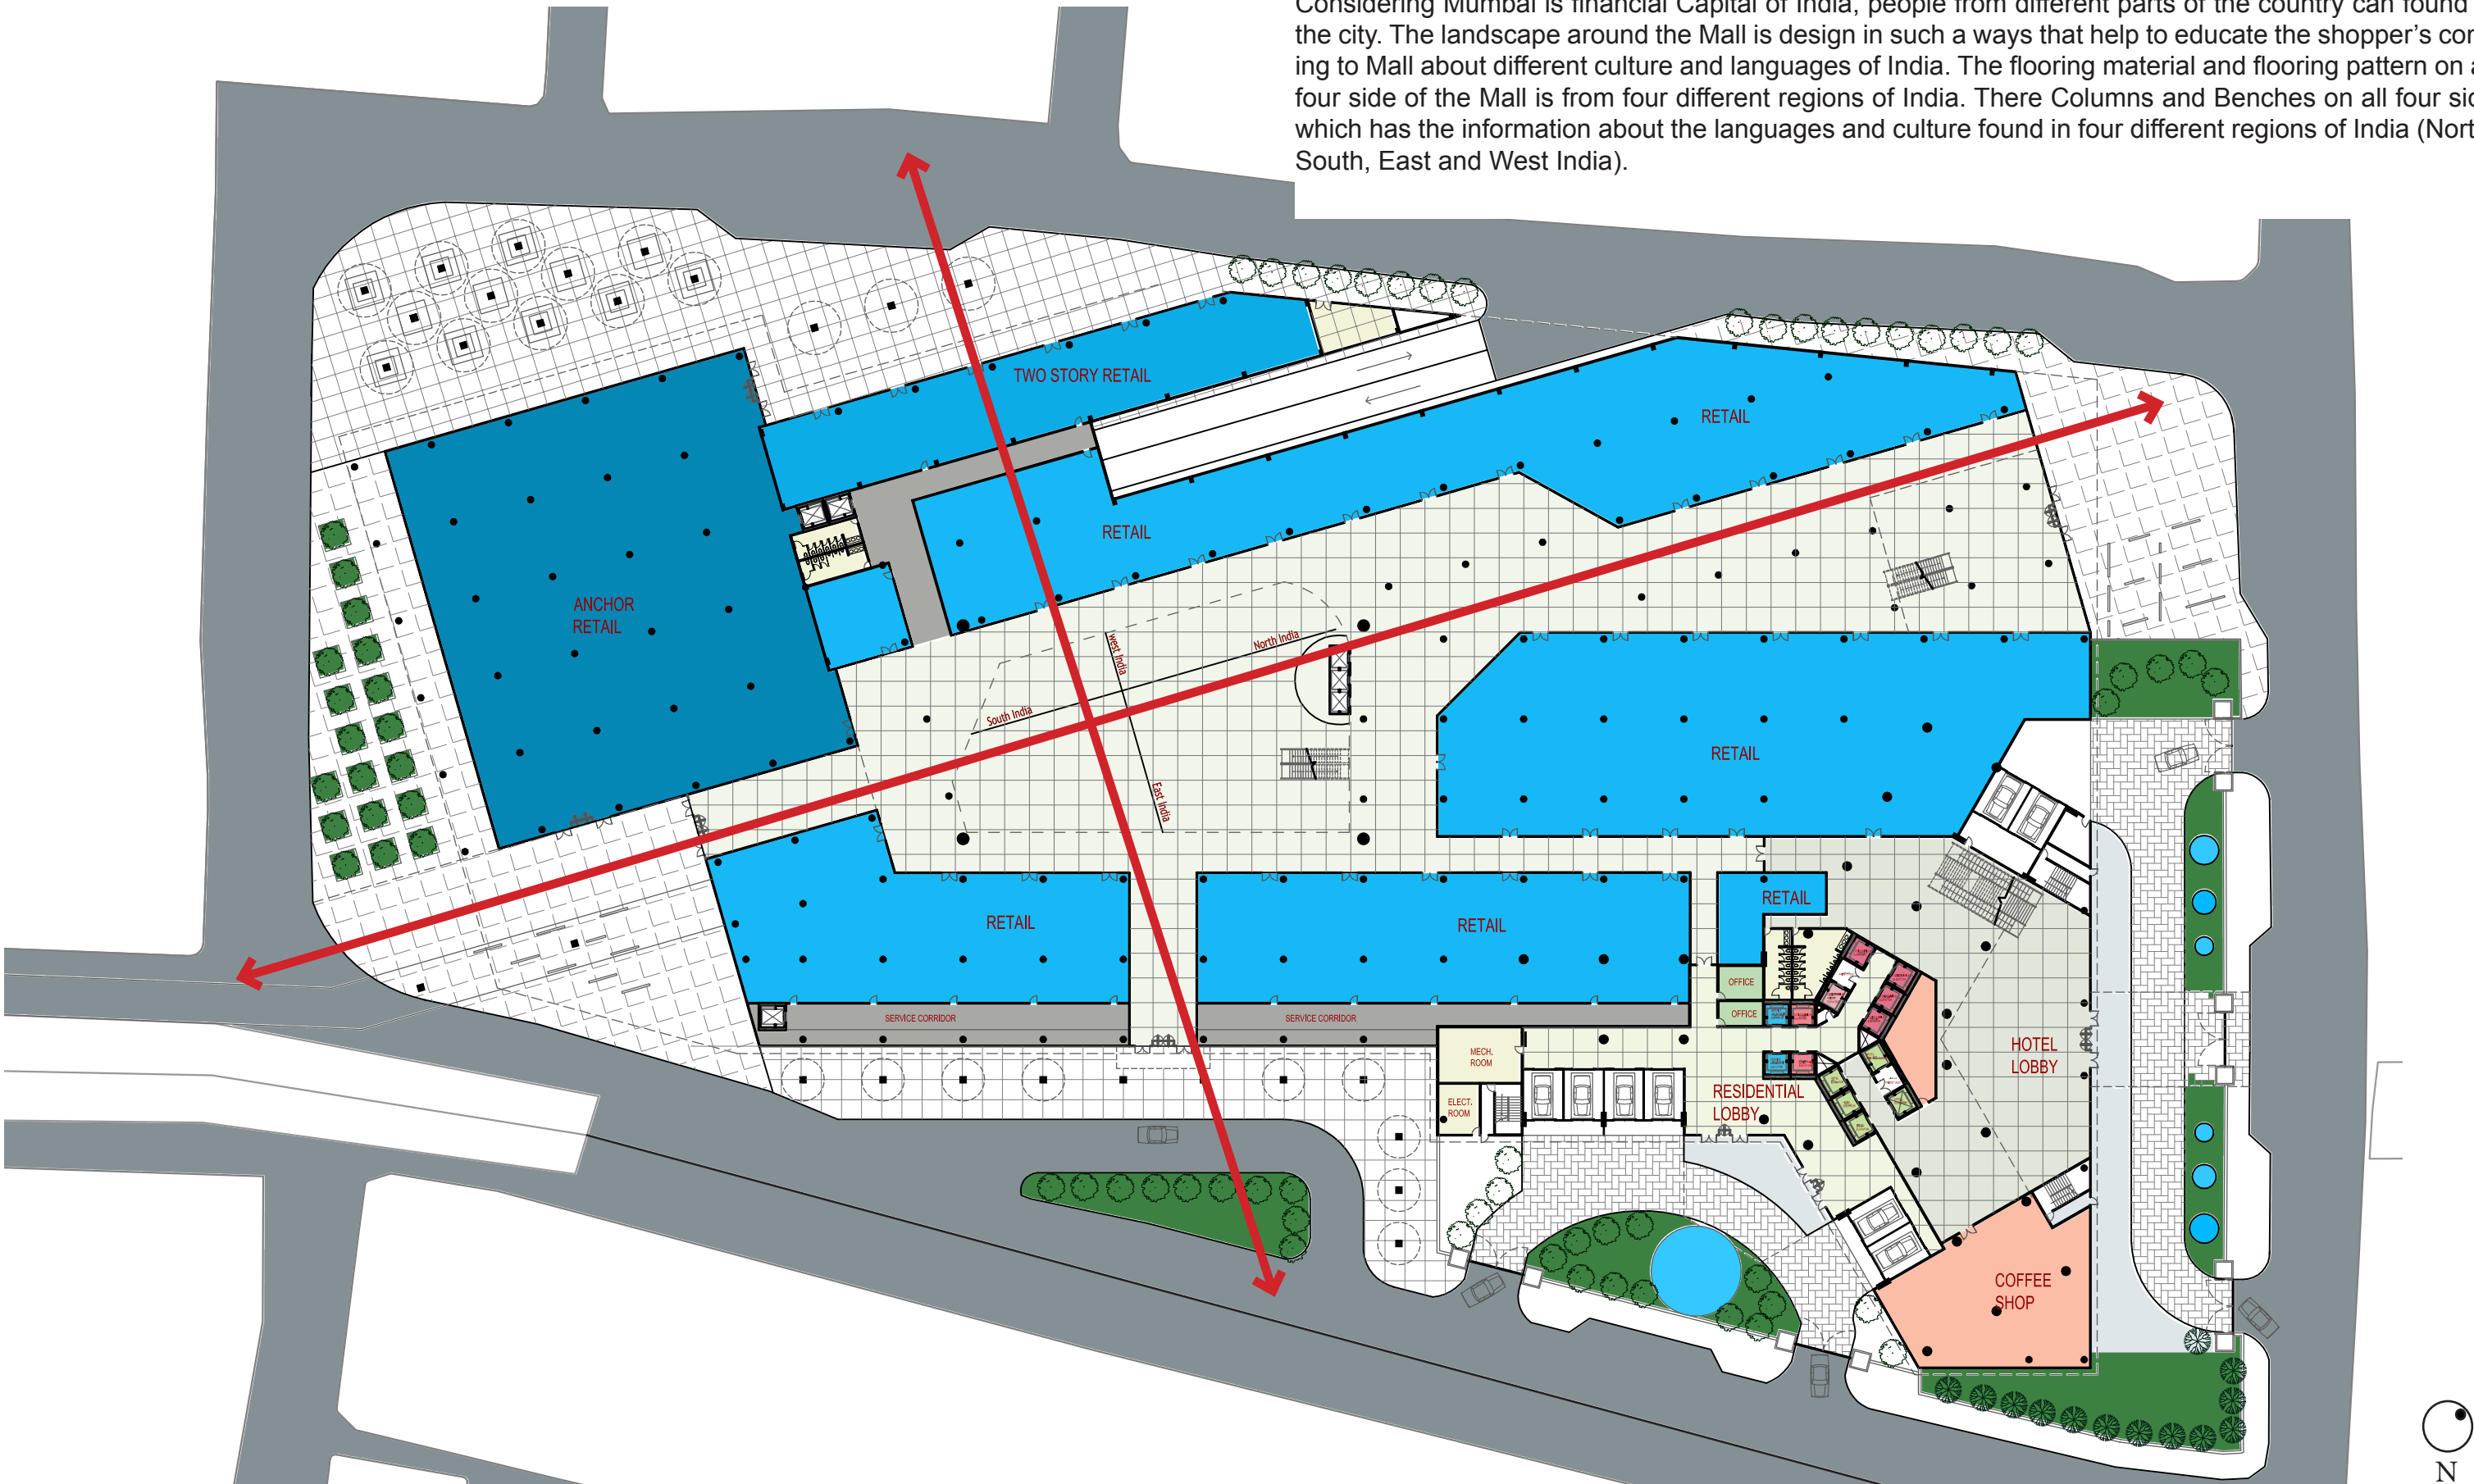 Considering Mumbai is financial Capital of India, people from different parts of the country can found
the city. The landscape around the Mall is design in such a ways that help to educate the shopper's con
ing to Mall about different culture and languages of India. The flooring material and flooring pattern on a
four side of the Mall is from four different regions of India. There Columns and Benches on all four sid
which has the information about the languages and culture found in four different regions of India (Nort
South, East and West India).
TWO STORY RETAIL
RETAIL
RETAIL
ANCHOR
RETAIL
west India
North India
South India
East India
RETAIL
RETAIL
RETAIL
RETAIL
OFFICE
OFFICE
SERVICE CORRIDOR
SERVICE CORRIDOR
MECH.
ROOM
ELECT.
ROOM
RESIDENTIAL
LOBBY
HOTEL
LOBBY
COFFEE
SHOP
N